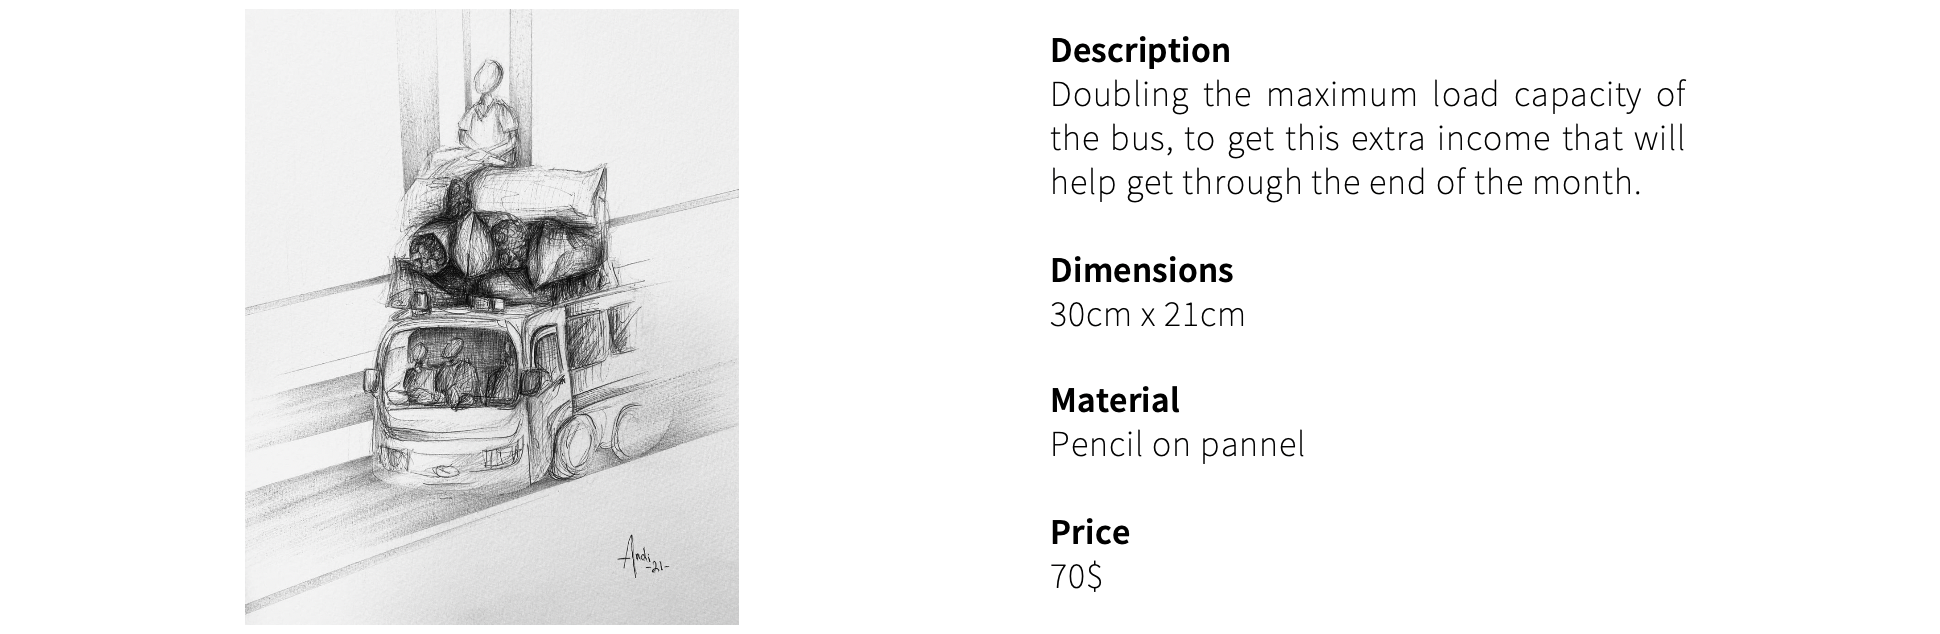 Description
Doubling the maximum load capacity of
the bus, to get this extra income that will
help get through the end of the month.
Dimensions
30cm x 21cm
Material
Pencil on pannel
Price
70$
Andi
-21-